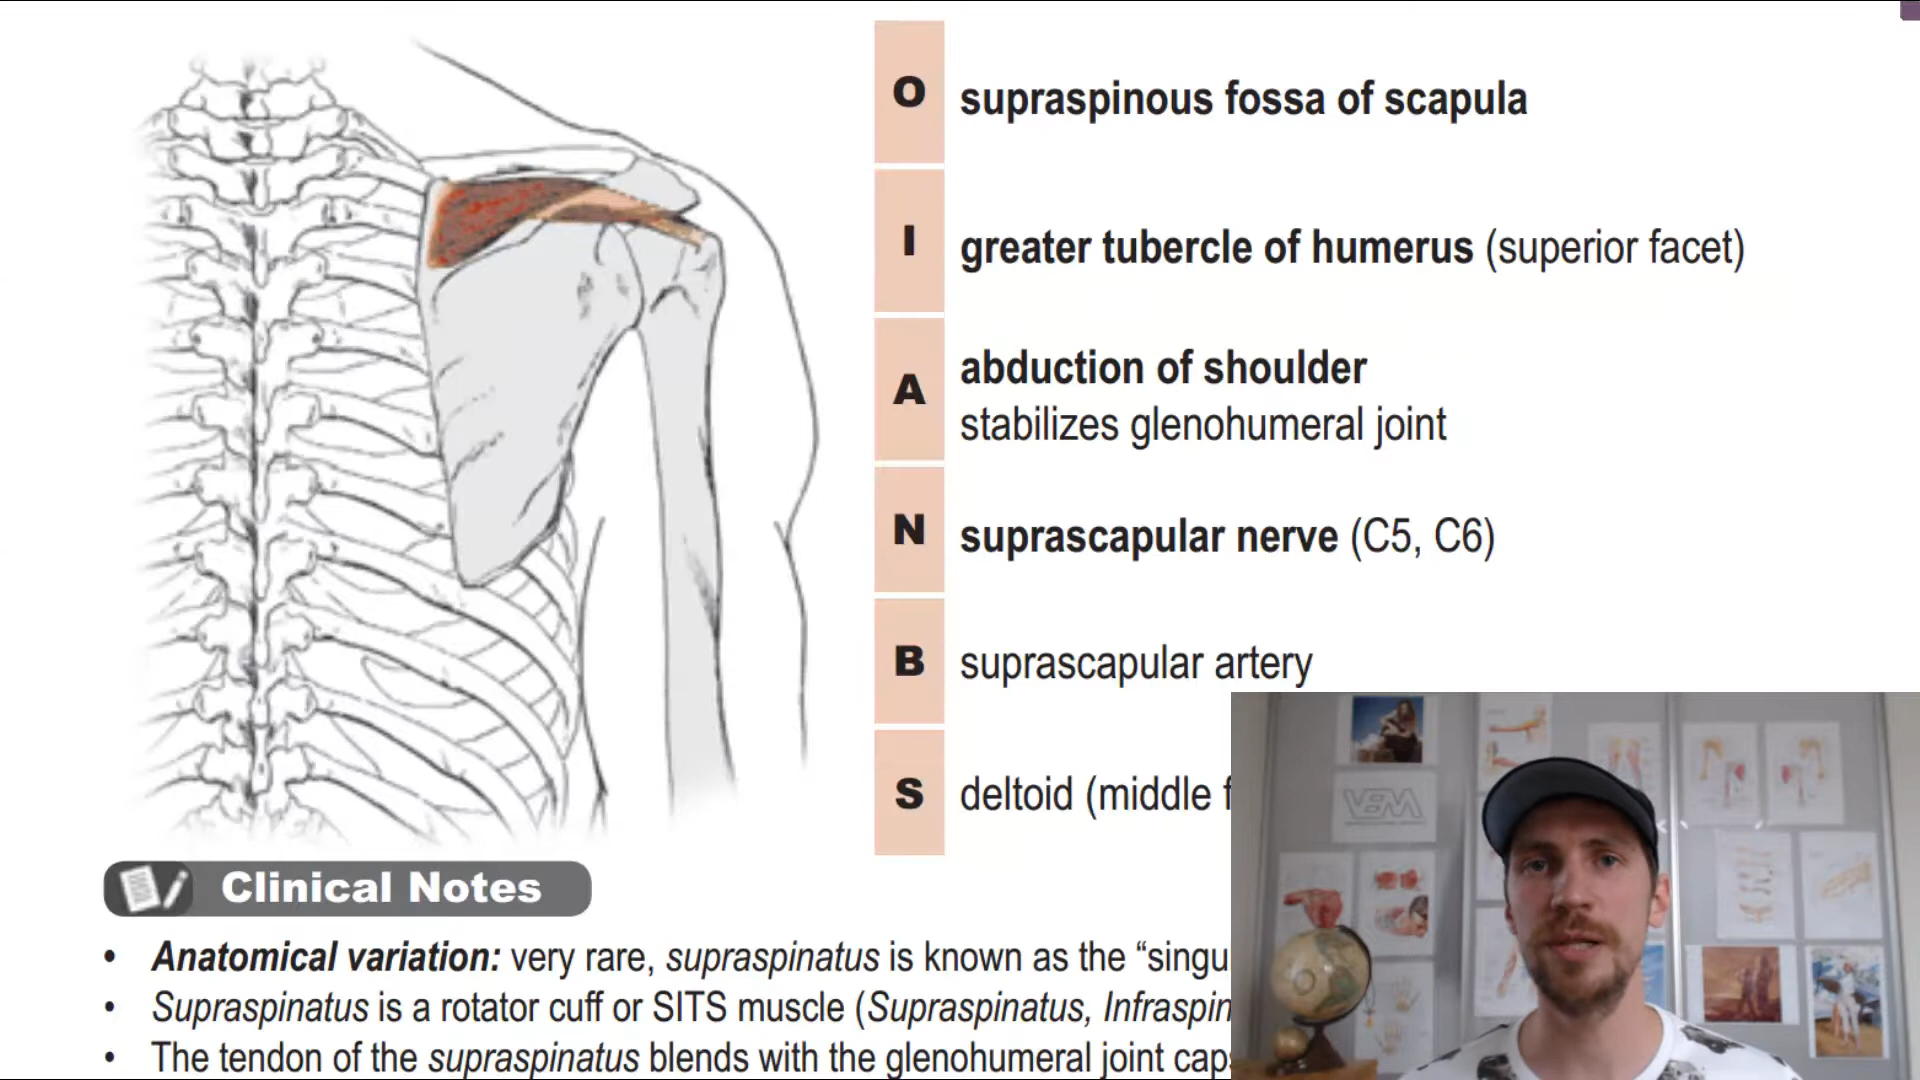 O supraspinous fossa of scapula
I greater tubercle of humerus (superior facet)
A abduction of shoulder
stabilizes glenohumeral joint
N suprascapular nerve (C5, C6)
B suprascapular artery
S deltoid (middle f
Clinical Notes
• Anatomical variation: very rare, supraspinatus is known as the “singu
• Supraspinatus is a rotator cuff or SITS muscle (Supraspinatus, Infraspin
• The tendon of the supraspinatus blends with the glenohumeral joint caps
VBM